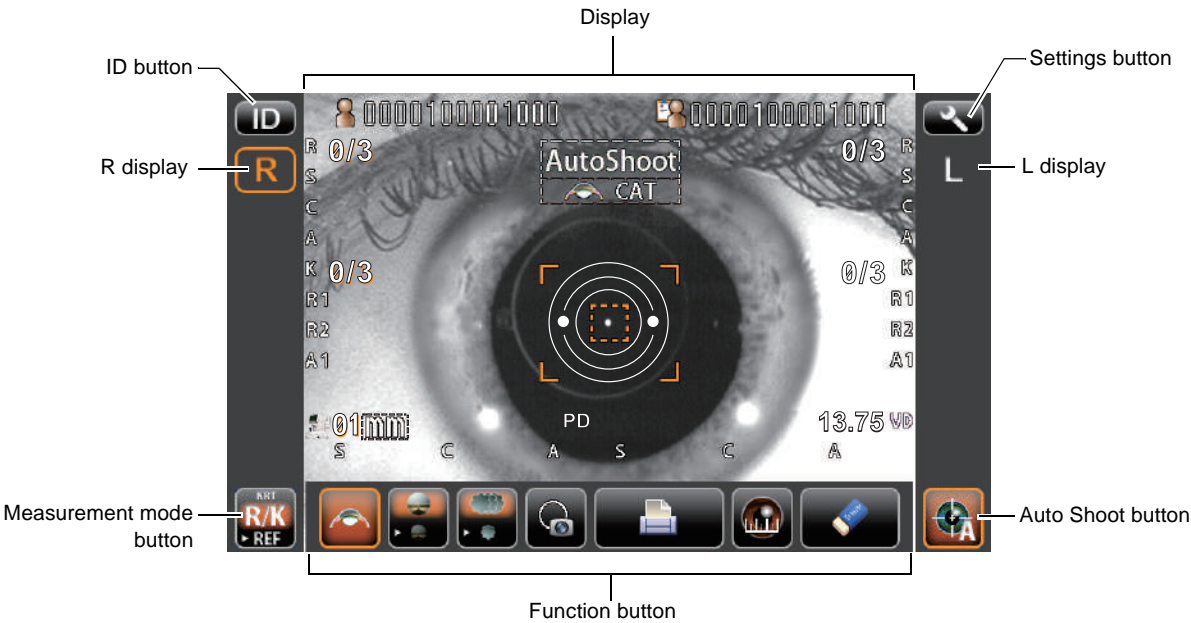 Display
ID button
Settings button
ID
0000100001000
0000100001000
R display
R
R 0/3
AutoShoot
0/3 R
L
L display
S
CAT
S
C
C
A
A
K 0/3
0/3 K
R1
R1
R2
R2
A1
A1
01 mm
PD
13.75 VD
S C A S C A
Measurement mode
button
KRT
R/K
REF
A
Auto Shoot button
Function button